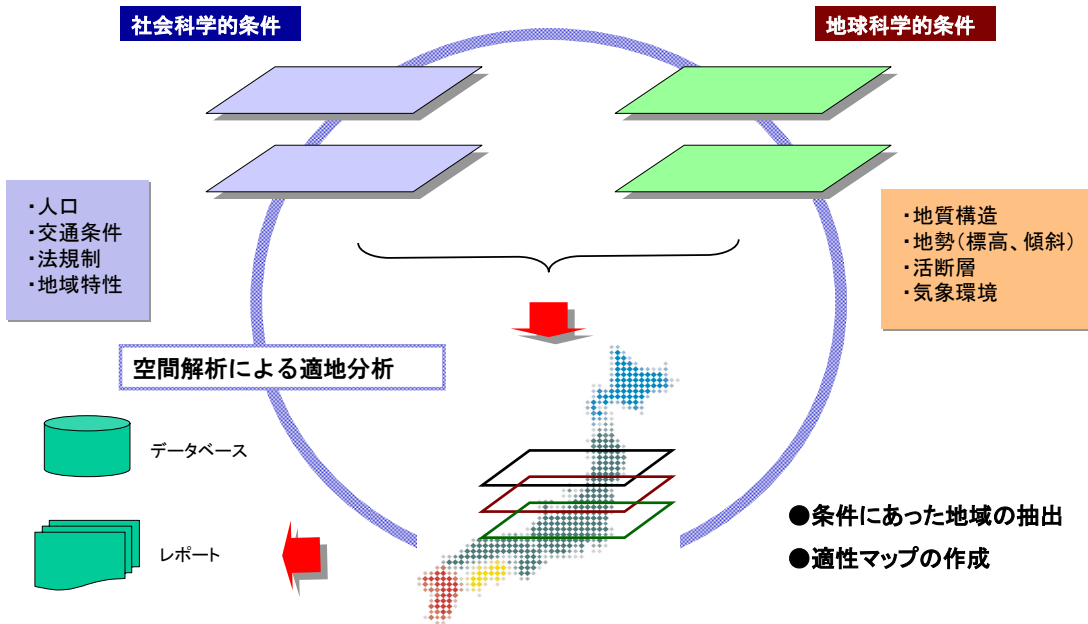 社会科学的条件
地球科学的条件
・人口
・交通条件
・法規制
・地域特性
・地質構造
・地勢（標高、傾斜）
・活断層
・気象環境
空間解析による適地分析
データベース
レポート
●条件にあった地域の抽出
●適性マップの作成